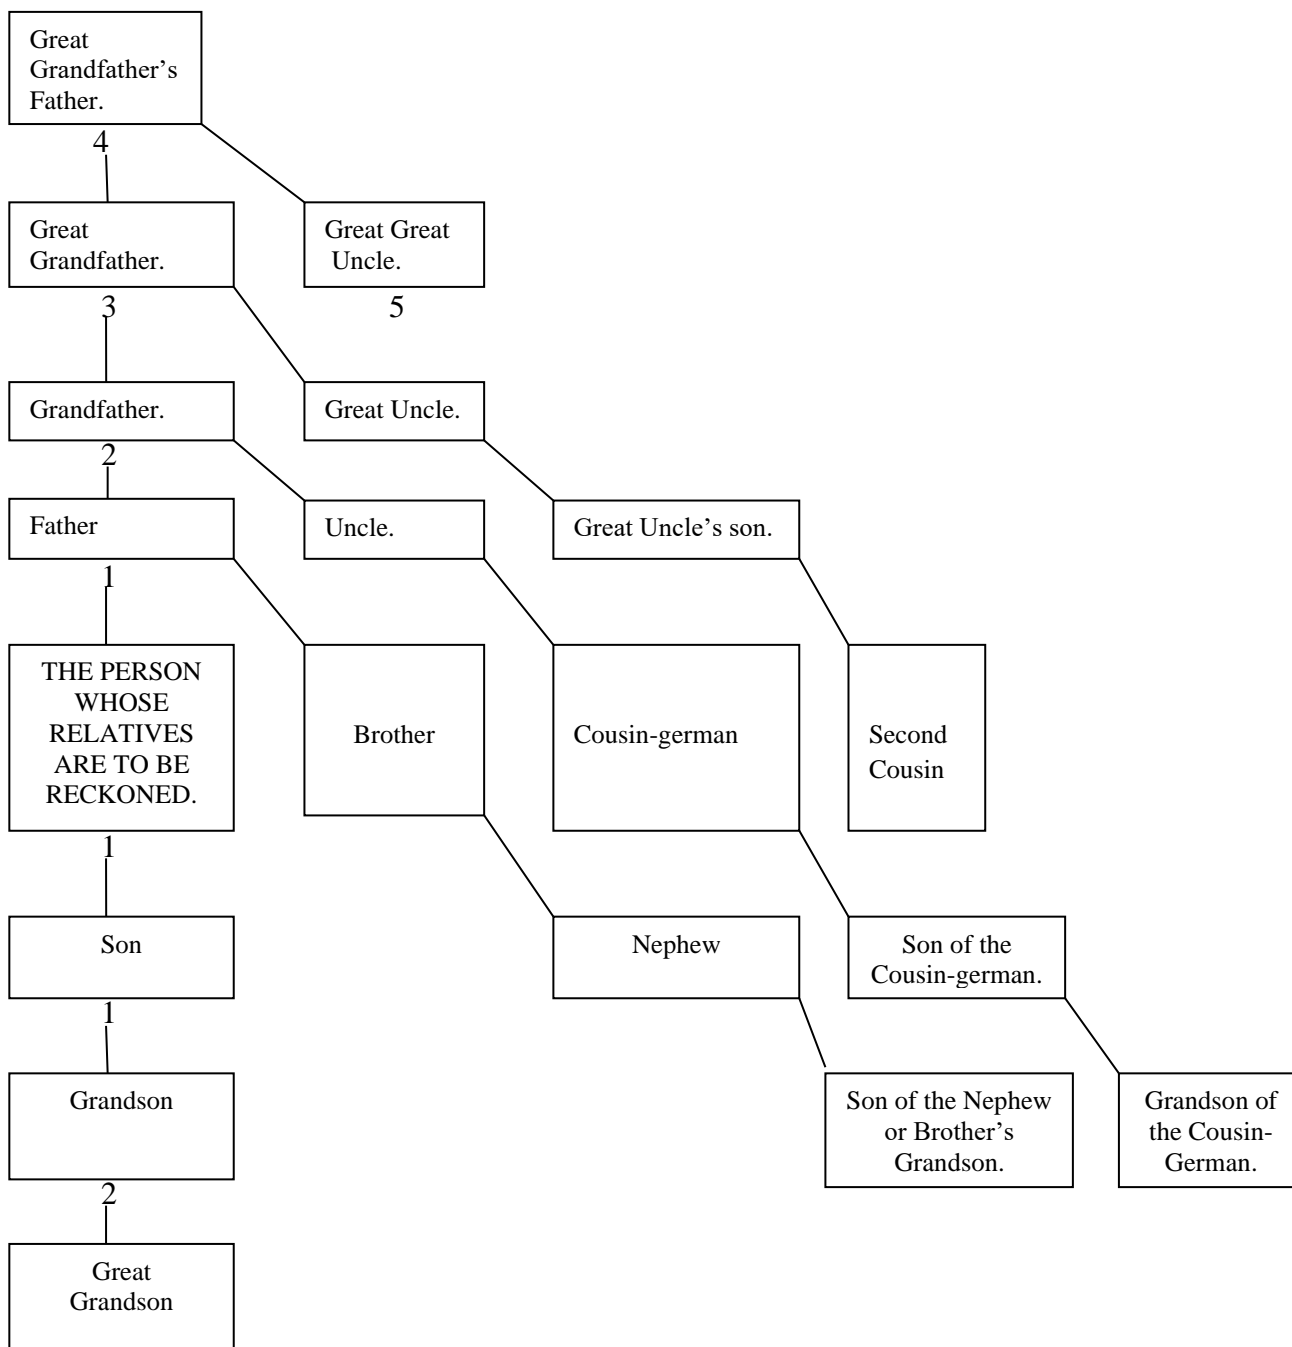 Great
Grandfather's
Father.
4
Great
Grandfather.
Great Great
Uncle.
3
5
Grandfather.
Great Uncle.
2
Father
Uncle.
Great Uncle's son.
1
THE PERSON
WHOSE
RELATIVES
ARE TO BE
RECKONED.
Brother
Cousin-german
Second
Cousin
1
Son
Nephew
Son of the
Cousin-german.
1
Grandson
Son of the Nephew
or Brother's
Grandson.
Grandson of
the Cousin-
German.
2
Great
Grandson